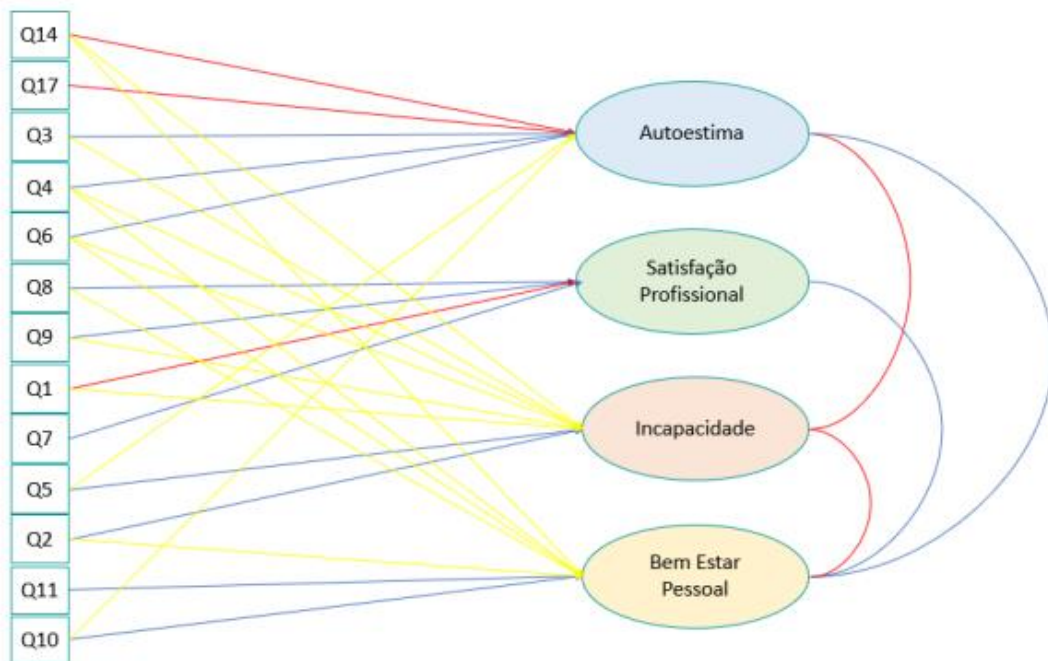 Q14
Q17
Q3
Q4
Q6
Q8
Q9
Q1
Q7
Q5
Q2
Q11
Q10
Autoestima
Satisfação
Profissional
Incapacidade
Bem Estar
Pessoal